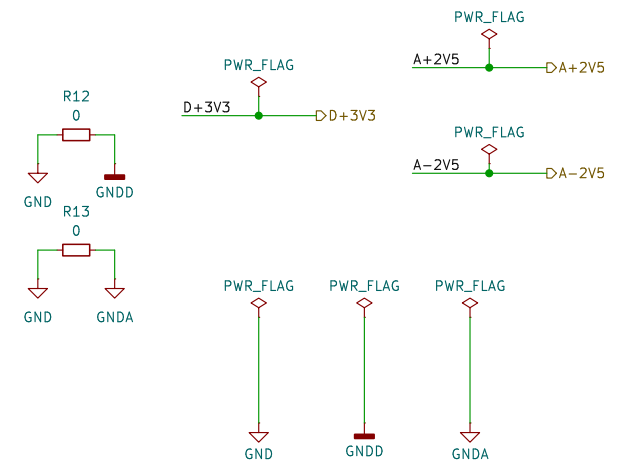 PWR_FLAG
A+2V5
A+2V5
PWR_FLAG
D+3V3
D+3V3
R12
0
GND
GNDD
PWR_FLAG
A-2V5
A-2V5
R13
0
GND
GNDA
PWR_FLAG
PWR_FLAG
PWR_FLAG
GND
GNDD
GNDA